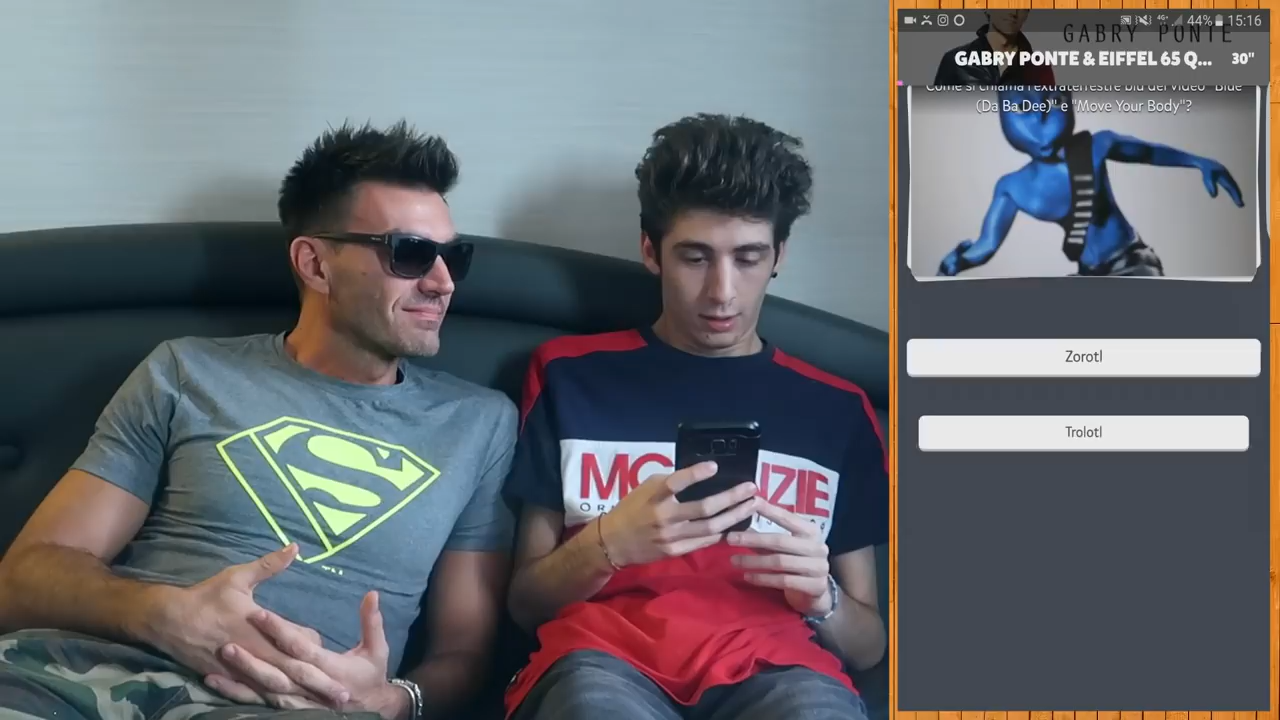 44% 15:16
GABRY PONTE
GABRY PONTE & EIFFEL 65 Q... 30"
Come si chiama l'extraterrestre blu del video "Blue
(Da Ba Dee)" e "Move Your Body"?
Zorotl
Trolotl
S